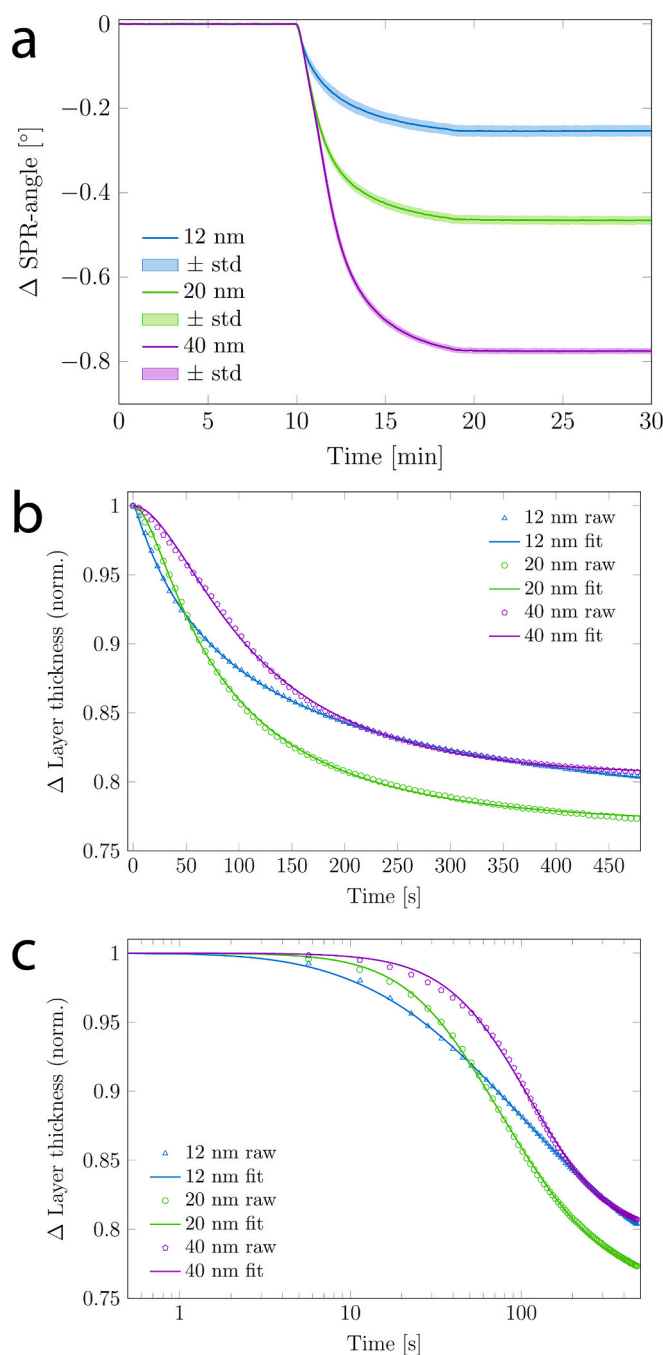 a
0
−0.2
−0.4
−0.6
−0.8
Δ SPR-angle [°]
12 nm
± std
20 nm
± std
40 nm
± std
0 5 10 15 20 25 30
Time [min]
b
1
0.95
0.9
0.85
0.8
0.75
Δ Layer thickness (norm.)
12 nm raw
12 nm fit
20 nm raw
20 nm fit
40 nm raw
40 nm fit
0 50 100 150 200 250 300 350 400 450
Time [s]
c
1
0.95
0.9
0.85
0.8
0.75
Δ Layer thickness (norm.)
12 nm raw
12 nm fit
20 nm raw
20 nm fit
40 nm raw
40 nm fit
1 10 100
Time [s]